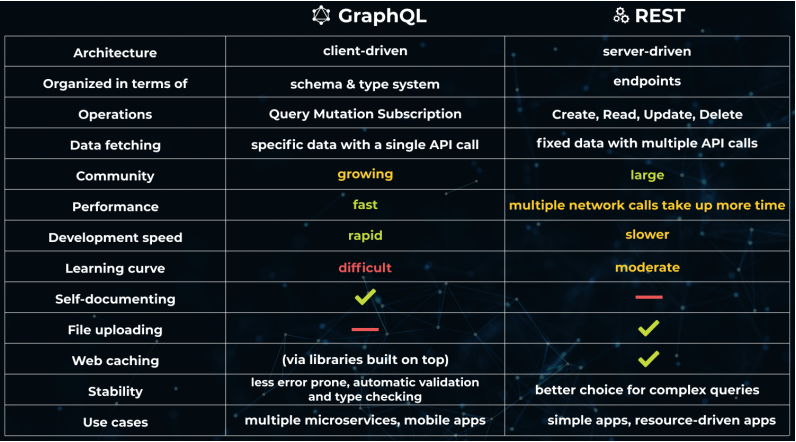 GraphQL REST
Architecture client-driven server-driven
Organized in terms of schema & type system endpoints
Operations Query Mutation Subscription Create, Read, Update, Delete
Data fetching specific data with a single API call fixed data with multiple API calls
Community growing large
Performance fast multiple network calls take up more time
Development speed rapid slower
Learning curve difficult moderate
Self-documenting
File uploading
Web caching (via libraries built on top)
Stability less error prone, automatic validation
and type checking better choice for complex queries
Use cases multiple microservices, mobile apps simple apps, resource-driven apps